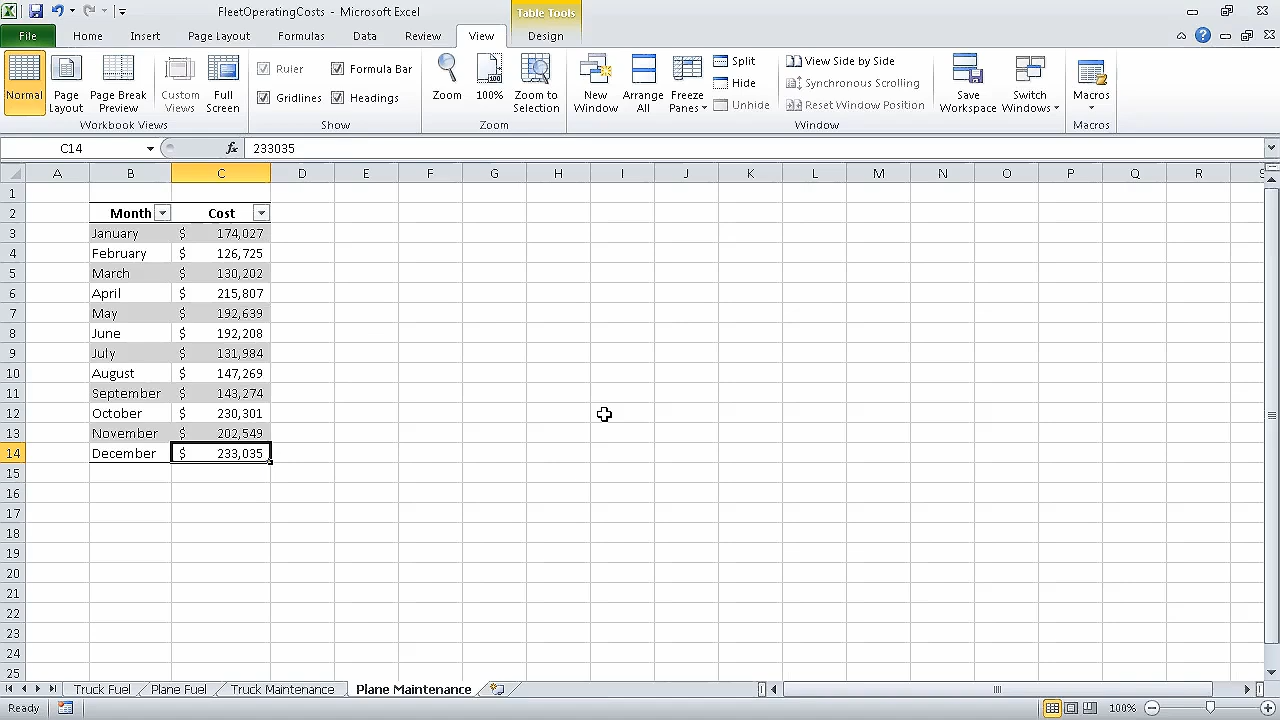 FleetOperatingCosts - Microsoft Excel
Table Tools
File Home Insert Page Layout Formulas Data Review View Design
Normal
Page Layout
Page Break Preview
Custom Views
Full Screen
Workbook Views
Ruler
Formula Bar
Gridlines
Headings
Show
Zoom
100%
Zoom to Selection
Zoom
New Window
Arrange All
Freeze Panes
Split
Hide
Unhide
View Side by Side
Synchronous Scrolling
Reset Window Position
Save Workspace
Switch Windows
Window
Macros
Macros
C14 fx 233035
A B C D E F G H I J K L M N O P Q R S
1
2 Month Cost
3 January $ 174,027
4 February $ 126,725
5 March $ 130,202
6 April $ 215,807
7 May $ 192,639
8 June $ 192,208
9 July $ 131,984
10 August $ 147,269
11 September $ 143,274
12 October $ 230,301
13 November $ 202,549
14 December $ 233,035
15
16
17
18
19
20
21
22
23
24
25
Truck Fuel Plane Fuel Truck Maintenance Plane Maintenance
Ready 100%